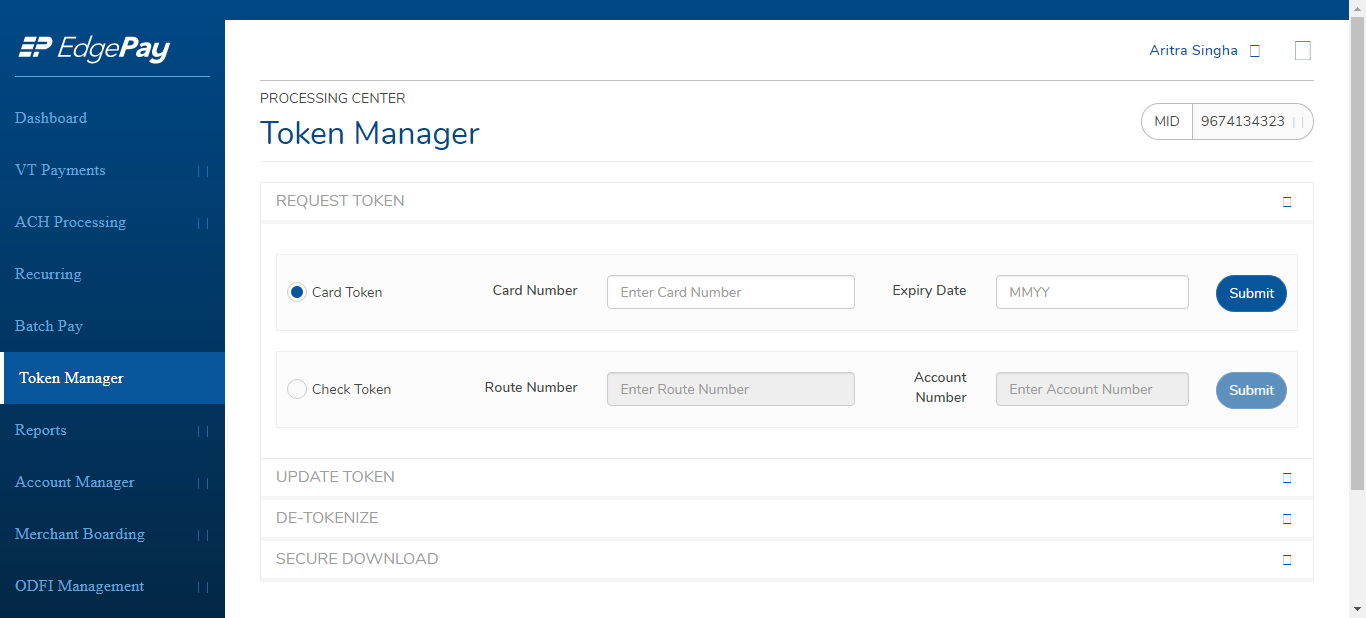 EdgePay
Aritra Singha
Dashboard
VT Payments
ACH Processing
Recurring
Batch Pay
Token Manager
Reports
Account Manager
Merchant Boarding
ODFI Management
PROCESSING CENTER
Token Manager
MID 9674134323
REQUEST TOKEN
Card Token Card Number Enter Card Number Expiry Date MMYY Submit
Check Token Route Number Enter Route Number Account Number Enter Account Number Submit
UPDATE TOKEN
DE-TOKENIZE
SECURE DOWNLOAD